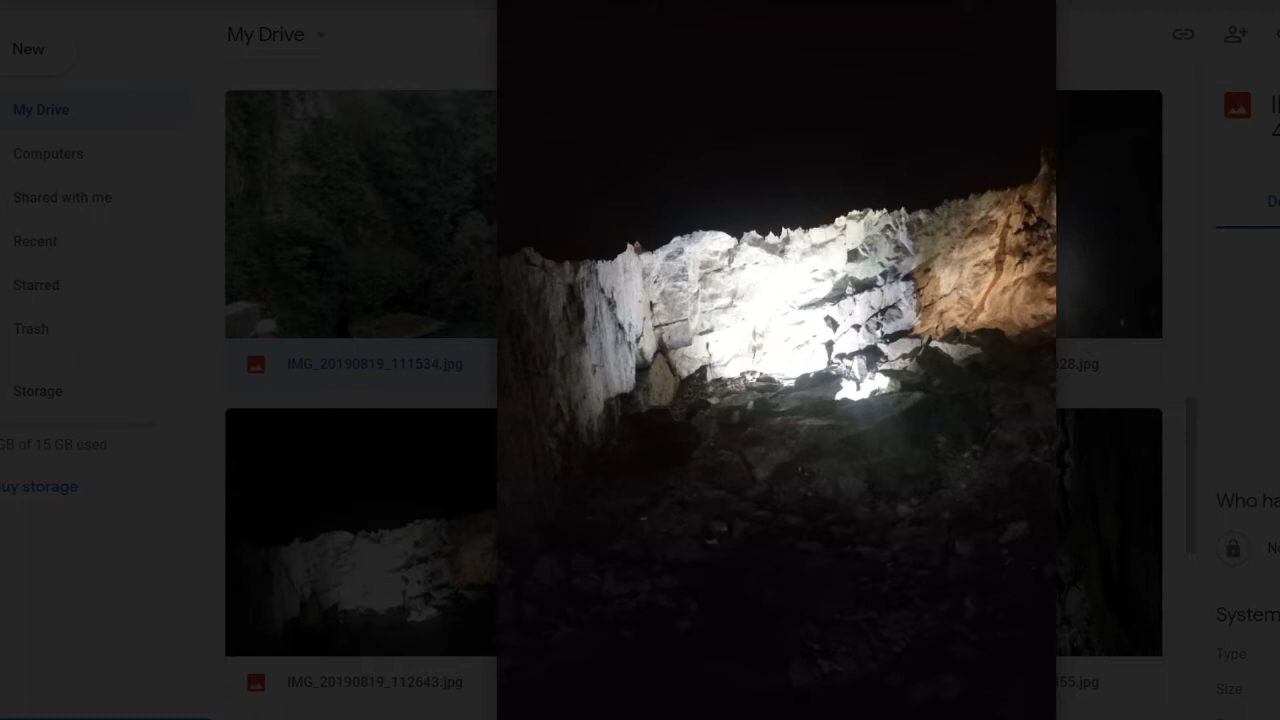 New
My Drive
My Drive
Computers
Shared with me
Recent
Starred
Trash
Storage
GB of 15 GB used
uy storage
IMG_20190819_111534.jpg
328.jpg
IMG_20190819_112643.jpg
55.jpg
Who ha
System
Type
Size